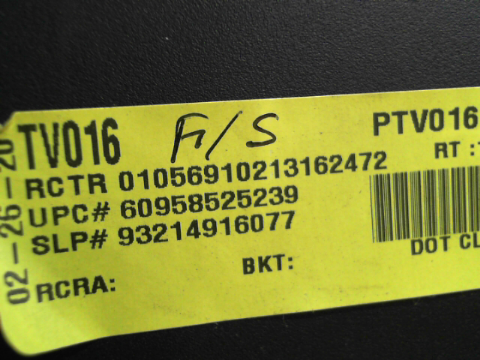 TV016 F/S PTV016
RT :
RCTR 01056910213162472
UPC# 60958525239
SLP# 93214916077
DOT CL
BKT:
RCRA:
02-26-20